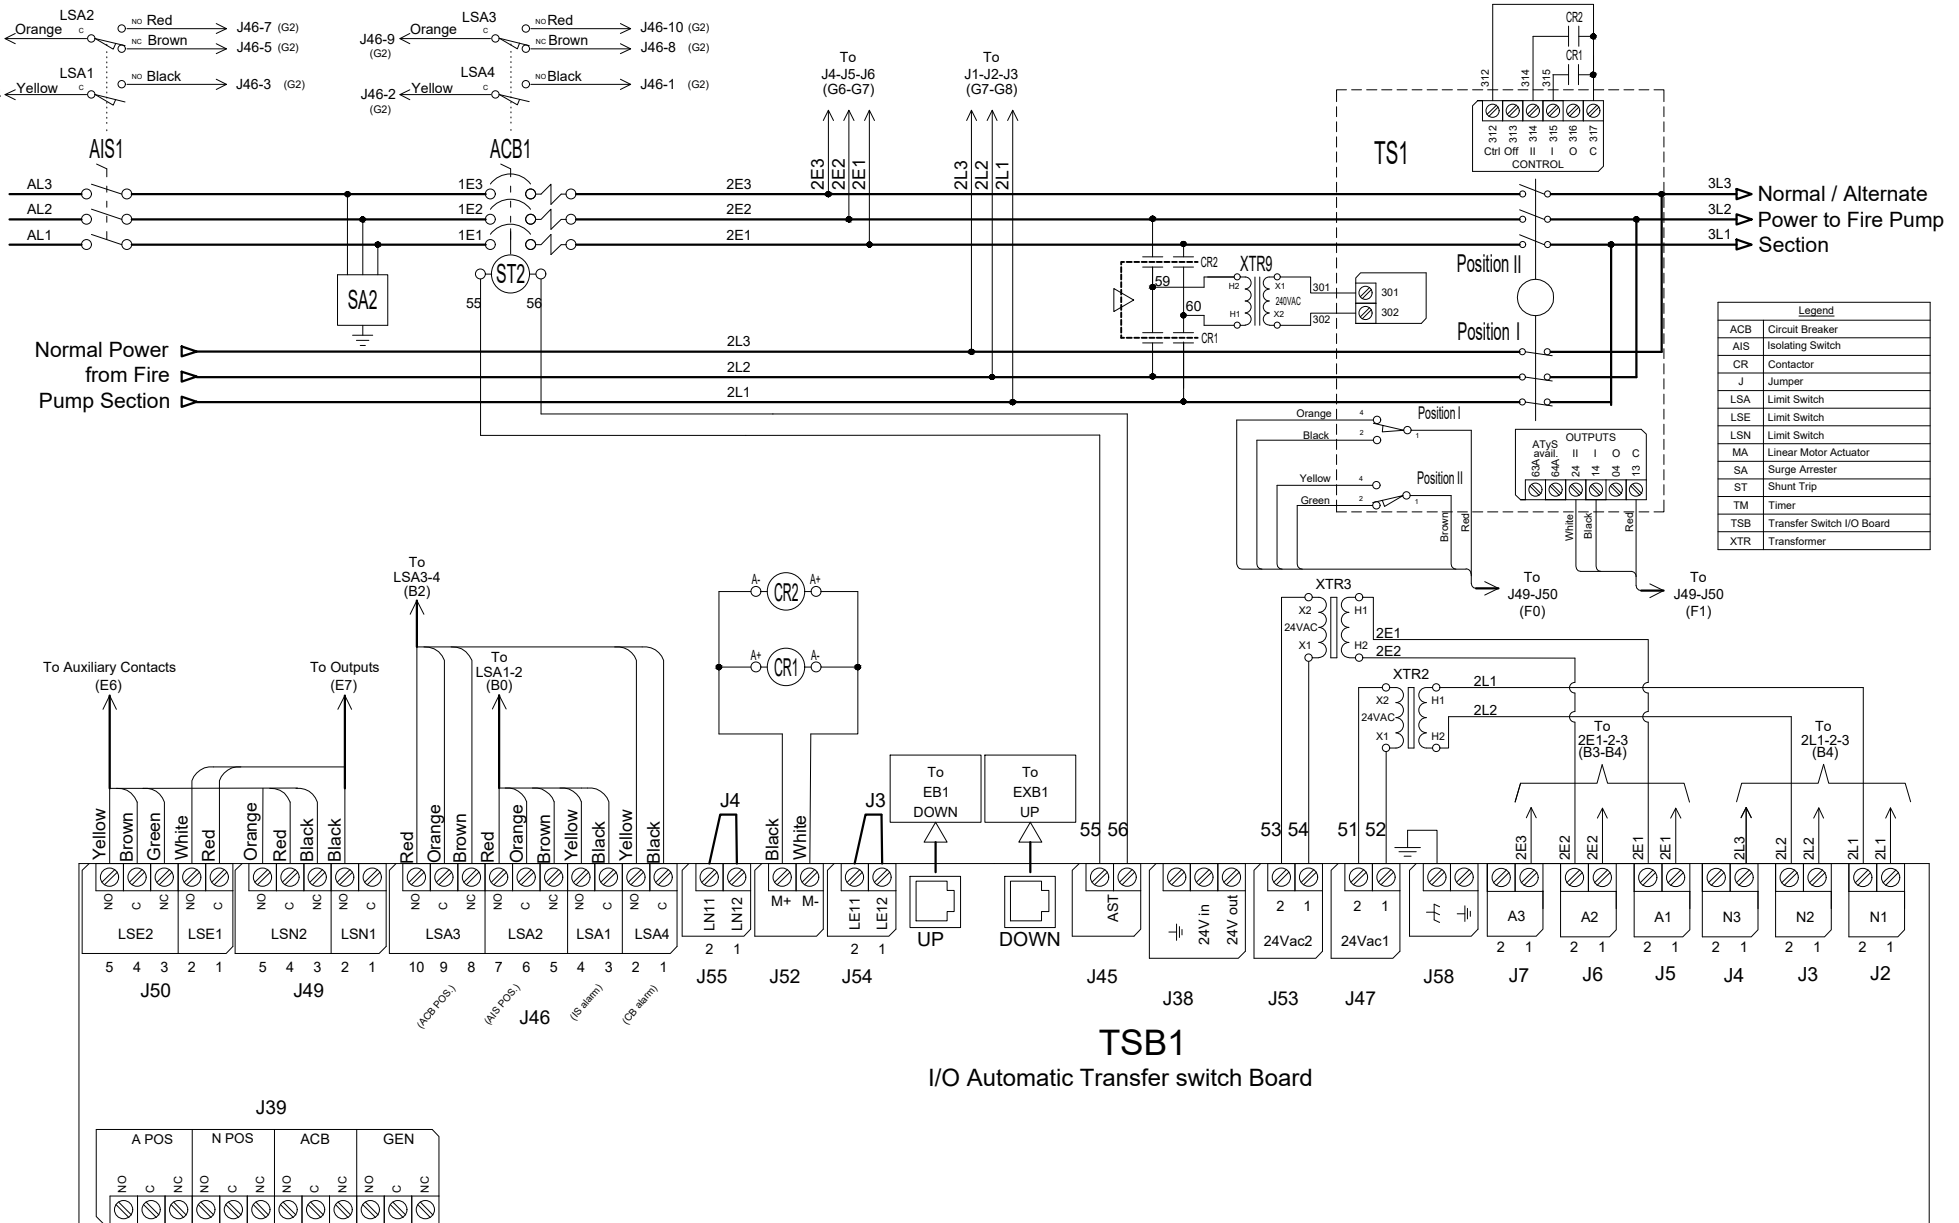 LSA2
Orange
C
NO Red
J46-7 (G2)
NC Brown
J46-5 (G2)
LSA1
Yellow
C
NO Black
J46-3 (G2)
LSA3
J46-9
(G2)
Orange
C
NO Red
J46-10 (G2)
NC Brown
J46-8 (G2)
LSA4
J46-2
(G2)
Yellow
C
NO Black
J46-1 (G2)
To
J4-J5-J6
(G6-G7)
To
J1-J2-J3
(G7-G8)
2E3
2E2
2E1
2L3
2L2
2L1
CR2
CR1
312
314
315
312
313
314
315
316
317
Ctrl Off II I O C
CONTROL
TS1
AIS1
ACB1
AL3
1E3
2E3
3L3
Normal / Alternate
AL2
1E2
2E2
3L2
Power to Fire Pump
AL1
1E1
2E1
3L1
Section
SA2
ST2
55
56
CR2
59
60
CR1
XTR9
H2
X1
240VAC
H1
X2
301
302
301
302
Position II
Position I
Normal Power
from Fire
Pump Section
2L3
2L2
2L1
Legend
ACB Circuit Breaker
AIS Isolating Switch
CR Contactor
J Jumper
LSA Limit Switch
LSE Limit Switch
LSN Limit Switch
MA Linear Motor Actuator
SA Surge Arrester
ST Shunt Trip
TM Timer
TSB Transfer Switch I/O Board
XTR Transformer
Orange
4
Position I
Black
2
1
Yellow
4
Position II
Green
2
1
Brown
Red
OUTPUTS
ATyS
avail.
II I O C
63A
64A
24
14
04
13
White
Black
Red
To
J49-J50
(F0)
To
J49-J50
(F1)
To
LSA3-4
(B2)
To Auxiliary Contacts
(E6)
To Outputs
(E7)
To
LSA1-2
(B0)
A-
CR2
A+
A+
CR1
A-
XTR3
X2
H1
24VAC
X1
H2
2E1
2E2
XTR2
X2
H1
24VAC
X1
H2
2L1
2L2
To
2E1-2-3
(B3-B4)
To
2L1-2-3
(B4)
Yellow
Brown
Green
White
Red
Orange
Red
Black
Black
Red
Orange
Brown
Red
Orange
Brown
Yellow
Black
Yellow
Black
J4
Black
White
J3
To
EB1
DOWN
To
EXB1
UP
55
56
53
54
51
52
2E3
2E2
2E2
2E1
2E1
2L3
2L2
2L2
2L1
2L1
NO
C
NC
NO
C
LSE2
LSE1
5 4 3 2 1
J50
NO
C
NC
NO
C
LSN2
LSN1
5 4 3 2 1
J49
NO
C
NC
NO
C
NC
NO
C
NO
C
LSA3
LSA2
LSA1
LSA4
10 9 8 7 6 5 4 3 2 1
(ACB POS.)
(AIS POS.)
(IS alarm)
(CB alarm)
J46
LN11
LN12
2 1
J55
M+ M-
J52
LE11
LE12
2 1
J54
UP
DOWN
AST
J45
24V in
24V out
J38
2 1
24Vac2
J53
2 1
24Vac1
J47
J58
A3
2 1
J7
A2
2 1
J6
A1
2 1
J5
N3
2 1
J4
N2
2 1
J3
N1
2 1
J2
TSB1
I/O Automatic Transfer switch Board
J39
A POS
N POS
ACB
GEN
NO
C
NC
NO
C
NC
NO
C
NC
NO
C
NC